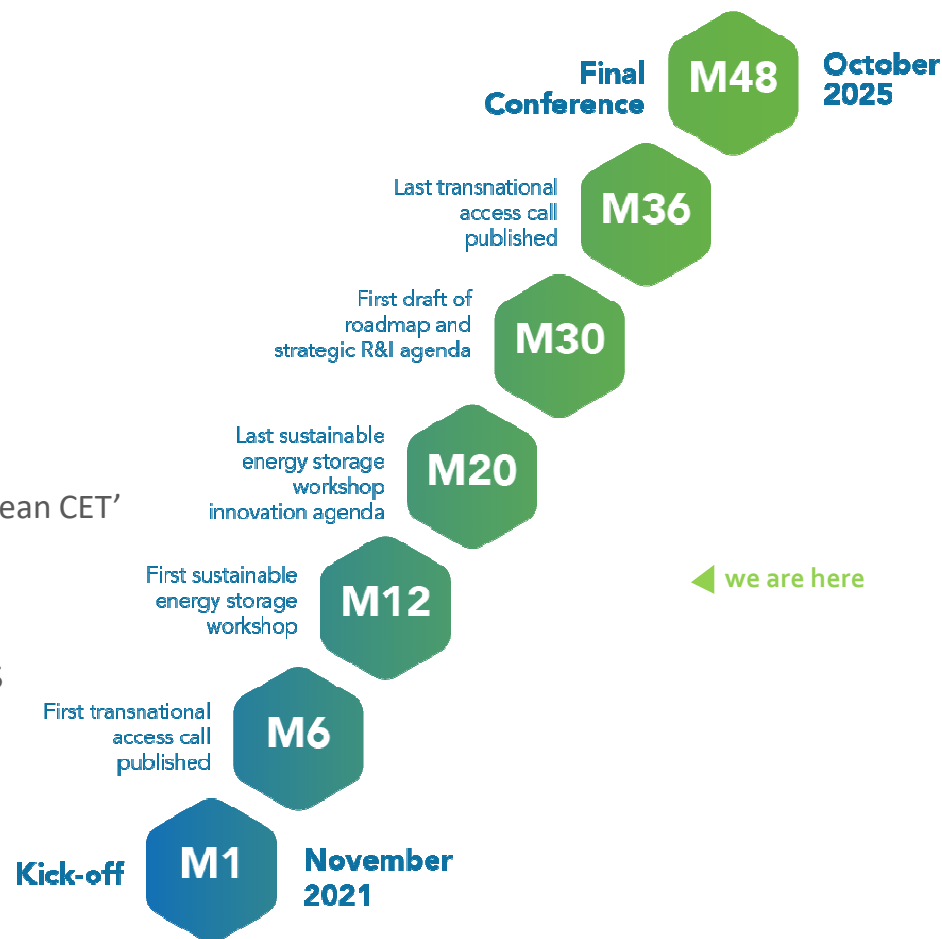 Final
Conference
M48
October
2025
Last transnational
access call
published
M36
First draft of
roadmap and
strategic R&I agenda
M30
Last sustainable
energy storage
workshop
innovation agenda
M20
ean CET’
First sustainable
energy storage
workshop
M12
we are here
First transnational
access call
published
M6
Kick-off
M1
November
2021